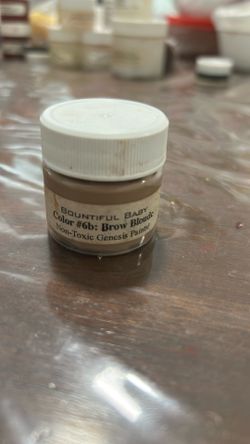 Bountiful Baby
Color #6b: Brow Blonde
Non-Toxic Genesis Paints